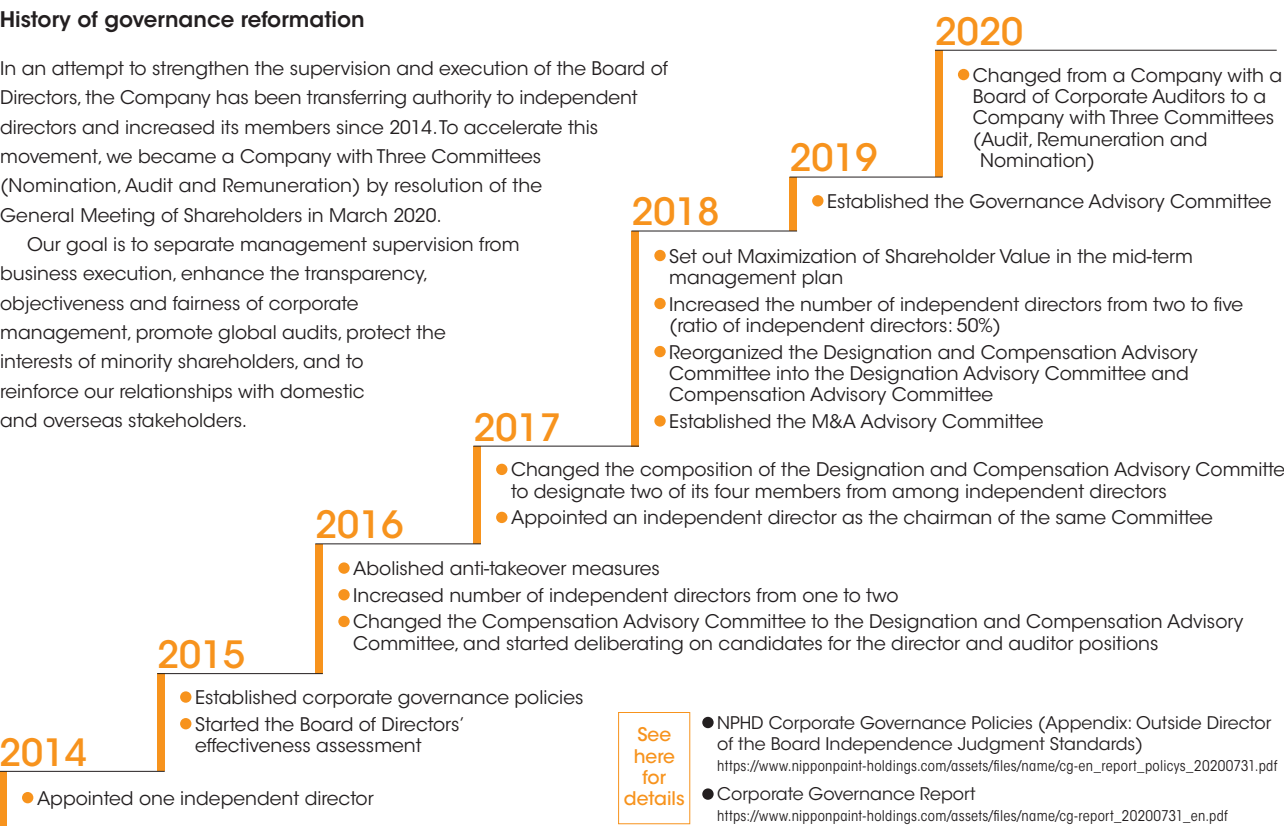 History of governance reformation
In an attempt to strengthen the supervision and execution of the Board of
Directors, the Company has been transferring authority to independent
directors and increased its members since 2014. To accelerate this
movement, we became a Company with Three Committees
(Nomination, Audit and Remuneration) by resolution of the
General Meeting of Shareholders in March 2020.
Our goal is to separate management supervision from
business execution, enhance the transparency,
objectiveness and fairness of corporate
management, promote global audits, protect the
interests of minority shareholders, and to
reinforce our relationships with domestic
and overseas stakeholders.
2020
●Changed from a Company with a
Board of Corporate Auditors to a
Company with Three Committees
(Audit, Remuneration and
Nomination)
2019
●Established the Governance Advisory Committee
2018
●Set out Maximization of Shareholder Value in the mid-term
management plan
●Increased the number of independent directors from two to five
(ratio of independent directors: 50%)
●Reorganized the Designation and Compensation Advisory
Committee into the Designation Advisory Committee and
Compensation Advisory Committee
●Established the M&A Advisory Committee
2017
●Changed the composition of the Designation and Compensation Advisory Committe
to designate two of its four members from among independent directors
●Appointed an independent director as the chairman of the same Committee
2016
●Abolished anti-takeover measures
●Increased number of independent directors from one to two
●Changed the Compensation Advisory Committee to the Designation and Compensation Advisory
Committee, and started deliberating on candidates for the director and auditor positions
2015
●Established corporate governance policies
●Started the Board of Directors'
effectiveness assessment
2014
●Appointed one independent director
See
here
for
details
●NPHD Corporate Governance Policies (Appendix: Outside Director
of the Board Independence Judgment Standards)
https://www.nipponpaint-holdings.com/assets/files/name/cg-en_report_policys_20200731.pdf
●Corporate Governance Report
https://www.nipponpaint-holdings.com/assets/files/name/cg-report_20200731_en.pdf